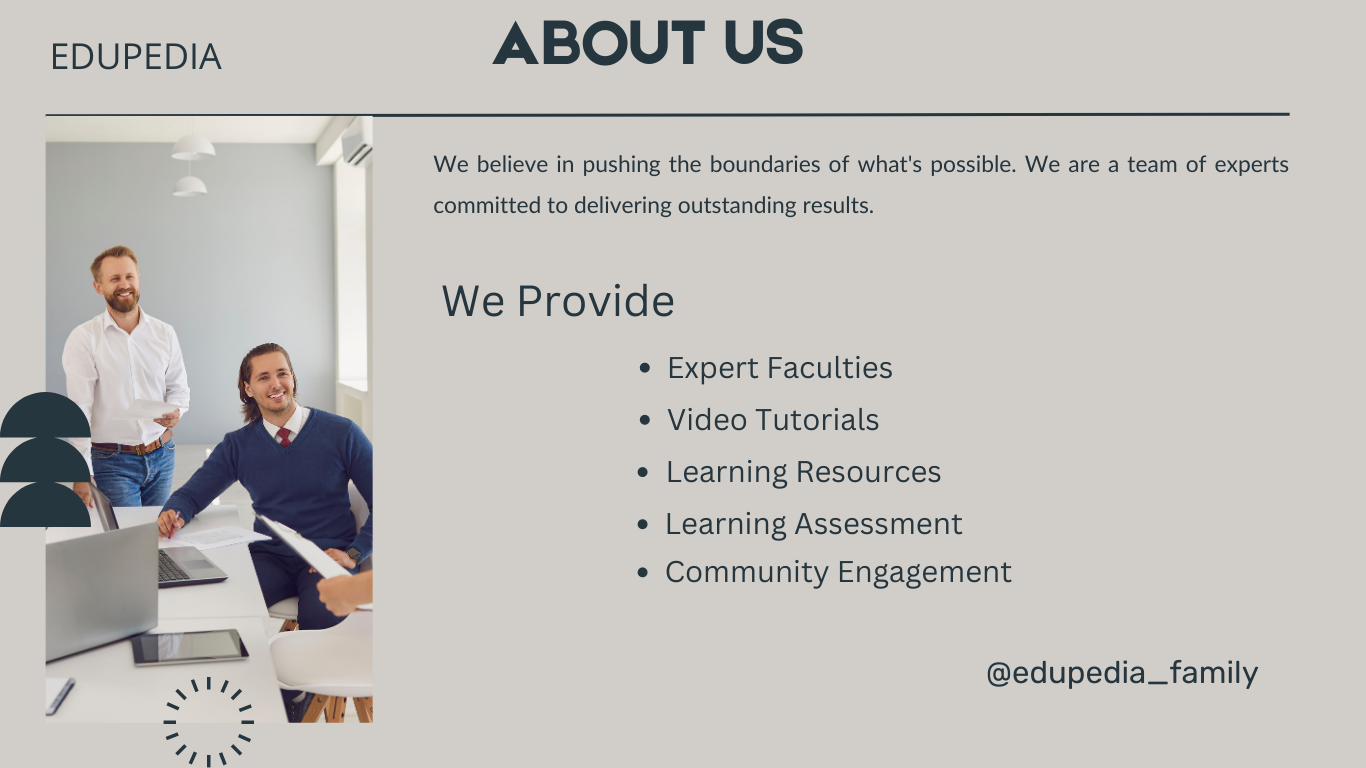 EDUPEDIA
ABOUT US
We believe in pushing the boundaries of what's possible. We are a team of experts
committed to delivering outstanding results.
We Provide
• Expert Faculties
• Video Tutorials
• Learning Resources
• Learning Assessment
• Community Engagement
@edupedia_family